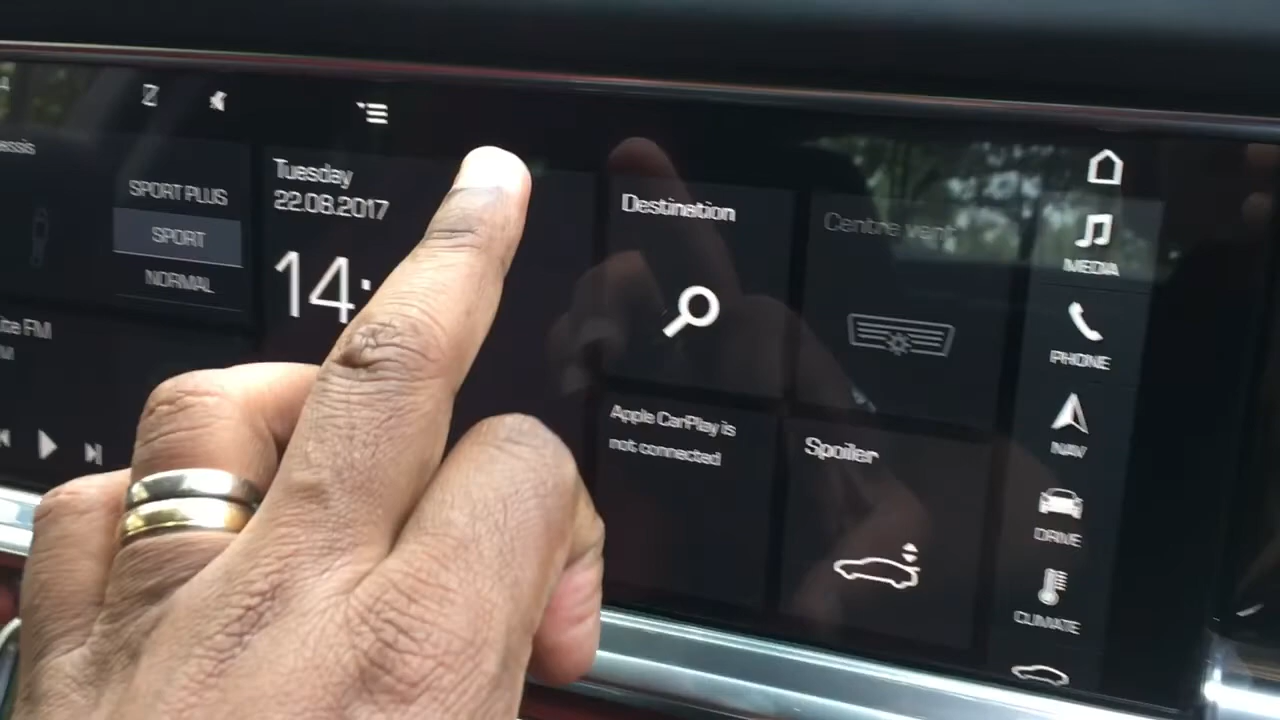 SPORT PLUS
SPORT
NORMAL
Tuesday
22.08.2017
14:
Destination
Centre vent
Apple CarPlay is
not connected
Spoiler
MEDIA
PHONE
NAV
DRIVE
CLIMATE
FM